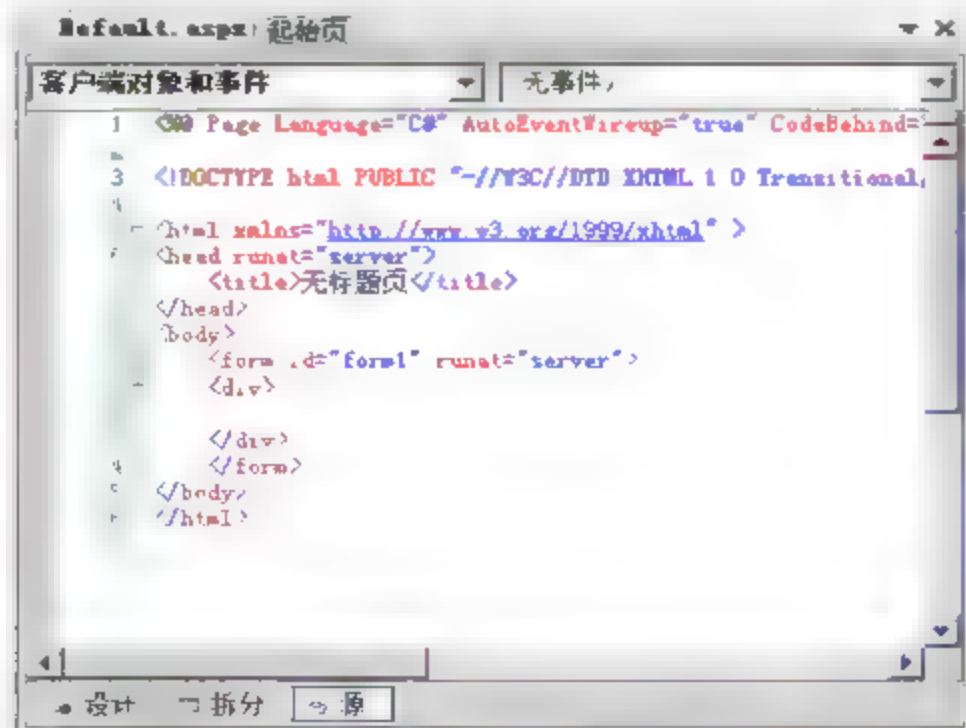 Default.aspx 起始页
客户端对象和事件 无事件
1 <%@ Page Language="C#" AutoEventWireup="true" CodeBehind="
3 <!DOCTYPE html PUBLIC "-//W3C//DTD XHTML 1 0 Transitional
<html xmlns="http://www.w3.org/1999/xhtml" >
<head runat="server">
<title>无标题页</title>
</head>
<body>
<form id="form1" runat="server">
<div>
</div>
</form>
</body>
</html>
设计 拆分 源